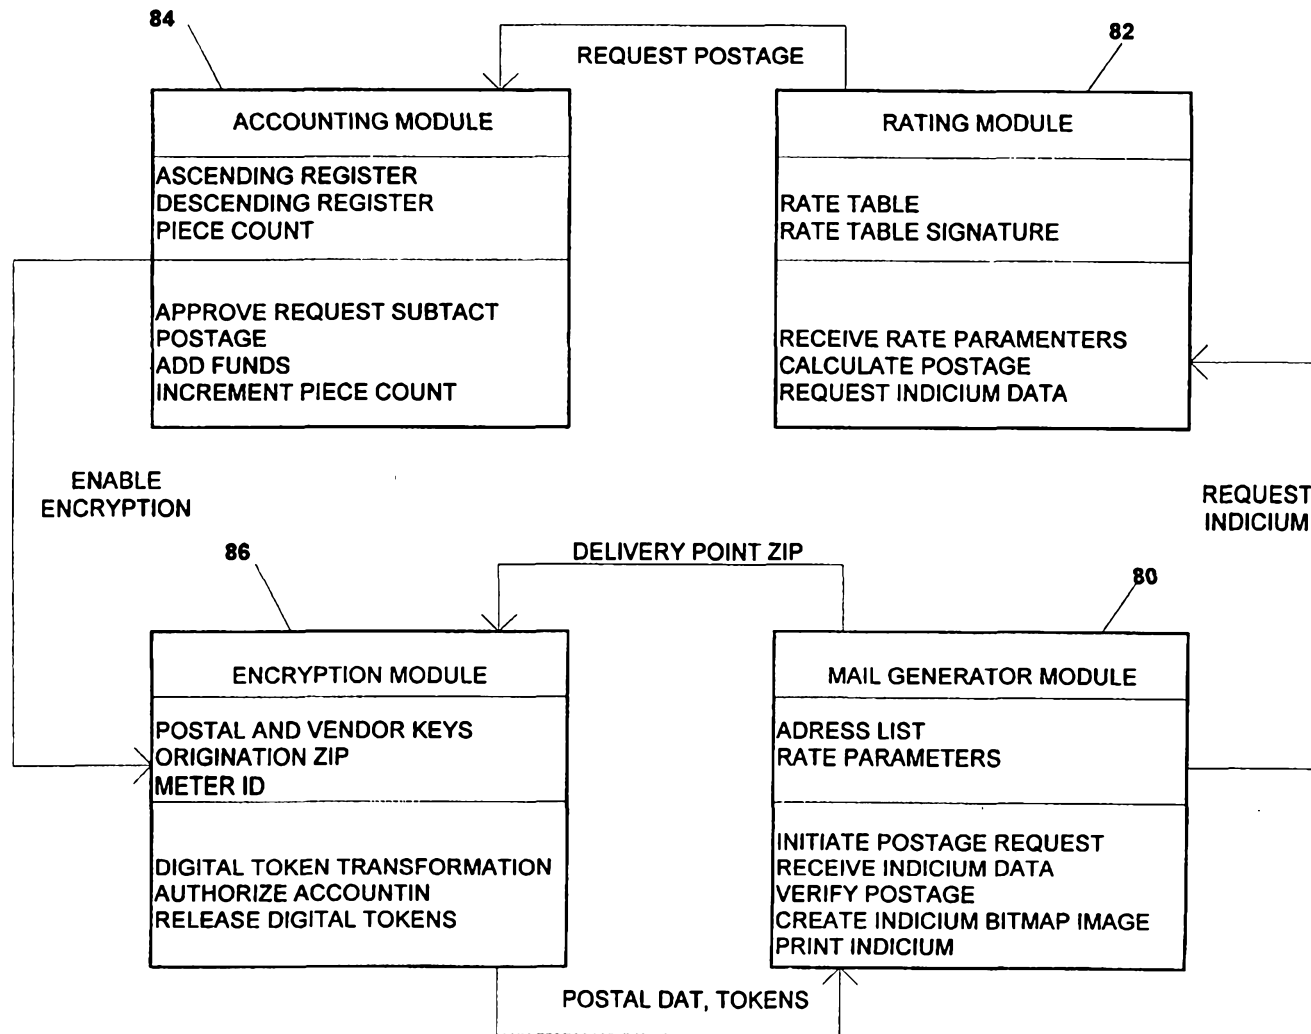 84
REQUEST POSTAGE
82
ACCOUNTING MODULE
ASCENDING REGISTER
DESCENDING REGISTER
PIECE COUNT
APPROVE REQUEST SUBTACT
POSTAGE
ADD FUNDS
INCREMENT PIECE COUNT
RATING MODULE
RATE TABLE
RATE TABLE SIGNATURE
RECEIVE RATE PARAMENTERS
CALCULATE POSTAGE
REQUEST INDICIUM DATA
ENABLE
ENCRYPTION
REQUEST
INDICIUM
86
DELIVERY POINT ZIP
80
ENCRYPTION MODULE
POSTAL AND VENDOR KEYS
ORIGINATION ZIP
METER ID
DIGITAL TOKEN TRANSFORMATION
AUTHORIZE ACCOUNTIN
RELEASE DIGITAL TOKENS
MAIL GENERATOR MODULE
ADRESS LIST
RATE PARAMETERS
INITIATE POSTAGE REQUEST
RECEIVE INDICIUM DATA
VERIFY POSTAGE
CREATE INDICIUM BITMAP IMAGE
PRINT INDICIUM
POSTAL DAT, TOKENS